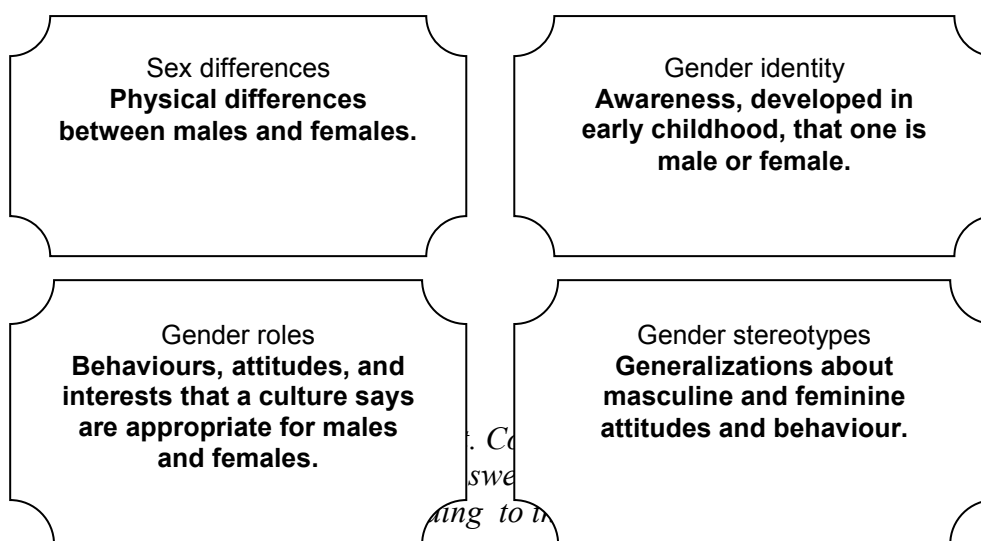 Sex differences
Physical differences
between males and females.
Gender identity
Awareness, developed in
early childhood, that one is
male or female.
Gender roles
Behaviours, attitudes, and
interests that a culture says
are appropriate for males
and females.
Gender stereotypes
Generalizations about
masculine and feminine
attitudes and behaviour.
to